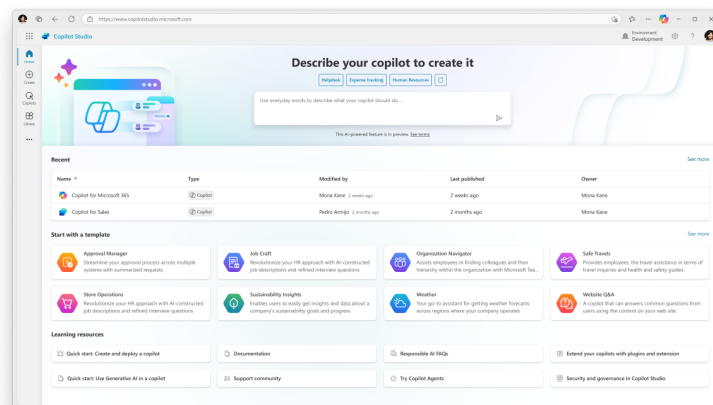 https://www.copilotstudio.microsoft.com
Copilot Studio
Environment
Development
Home
Create
Copilots
Library
Describe your copilot to create it
Helpdesk
Expense tracking
Human Resources
Use everyday words to describe what your copilot should do...
This AI-powered feature is in preview. See terms
Recent
See more
Name ↑
Type
Modified by
Last published
Owner
Copilot for Microsoft 365
Copilot
Mona Kane 2 weeks ago
2 weeks ago
Mona Kane
Copilot for Sales
Copilot
Pedro Armijo 2 months ago
2 months ago
Mona Kane
Start with a template
See more
Approval Manager
Streamline your approval process across multiple
systems with summarized requests
Job Craft
Revolutionize your HR approach with AI-constructed
job descriptions and refined interview questions
Organization Navigator
Assists employees in finding colleagues and their
hierarchy within the organization with Microsoft Tea...
Safe Travels
Provides employees, the travel assistance in terms of
travel inquiries and health and safety guides.
Store Operations
Revolutionize your HR approach with AI-constructed
job descriptions and refined interview questions
Sustainability Insights
Enables users to easily get insights and data about a
company's sustainability goals and progress
Weather
Your go-to assistant for getting weather forecasts
across regions where your company operates
Website Q&A
A copilot that can answers common questions from
users using the content on your web site.
Learning resources
Quick start: Create and deploy a copilot
Documentation
Responsible AI FAQs
Extend your copilots with plugins and extension
Quick start: Use Generative AI in a copilot
Support community
Try Copilot Agents
Security and governance in Copilot Studio